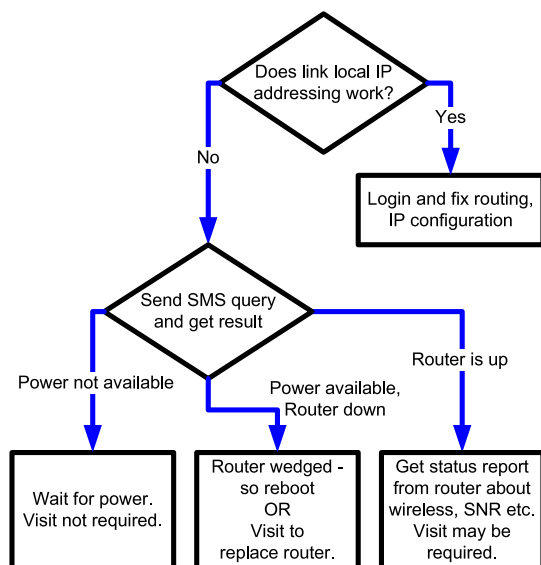 Does link local IP
addressing work?
Yes
No
Login and fix routing,
IP configuration
Send SMS query
and get result
Router is up
Power not available
Power available,
Router down
Wait for power.
Visit not required.
Router wedged -
so reboot
OR
Visit to
replace router.
Get status report
from router about
wireless, SNR etc.
Visit may be
required.